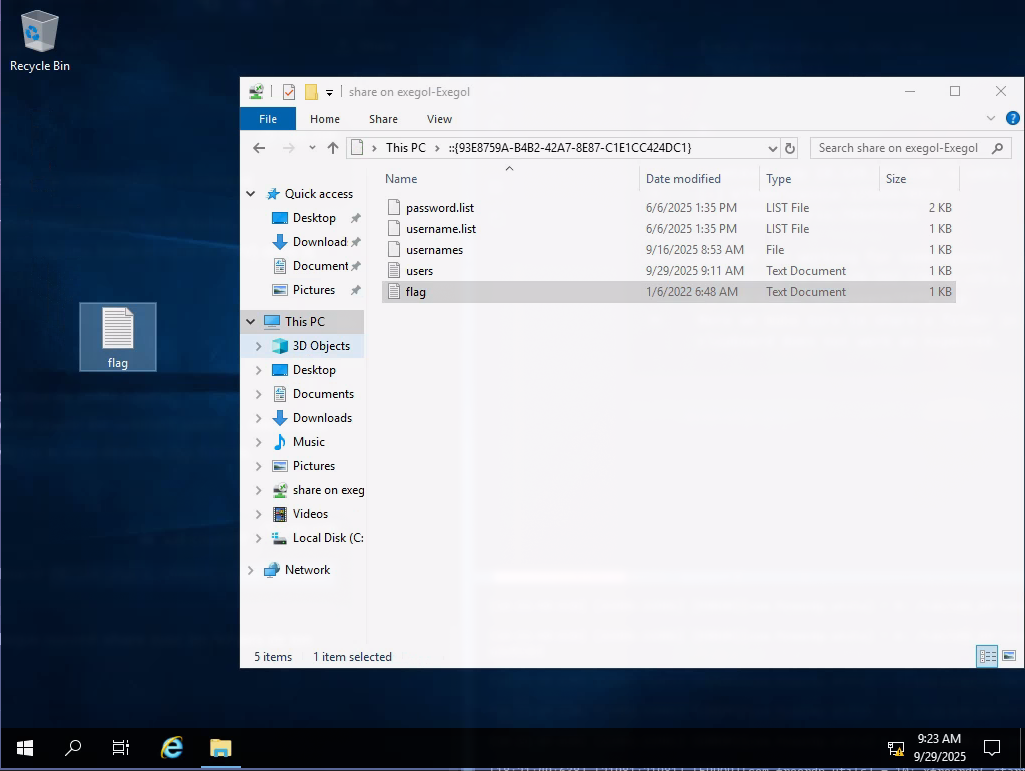 Recycle Bin
share on exegol-Exegol
File Home Share View
This PC ::{93E8759A-B4B2-42A7-8E87-C1E1CC424DC1} Search share on exegol-Exegol
Name Date modified Type Size
password.list 6/6/2025 1:35 PM LIST File 2 KB
username.list 6/6/2025 1:35 PM LIST File 1 KB
usernames 9/16/2025 8:53 AM File 1 KB
users 9/29/2025 9:11 AM Text Document 1 KB
flag 1/6/2022 6:48 AM Text Document 1 KB
Quick access
Desktop
Download
Document
Pictures
This PC
3D Objects
Desktop
Documents
Downloads
Music
Pictures
share on exeg
Videos
Local Disk (C:
Network
flag
5 items 1 item selected
9:23 AM
9/29/2025